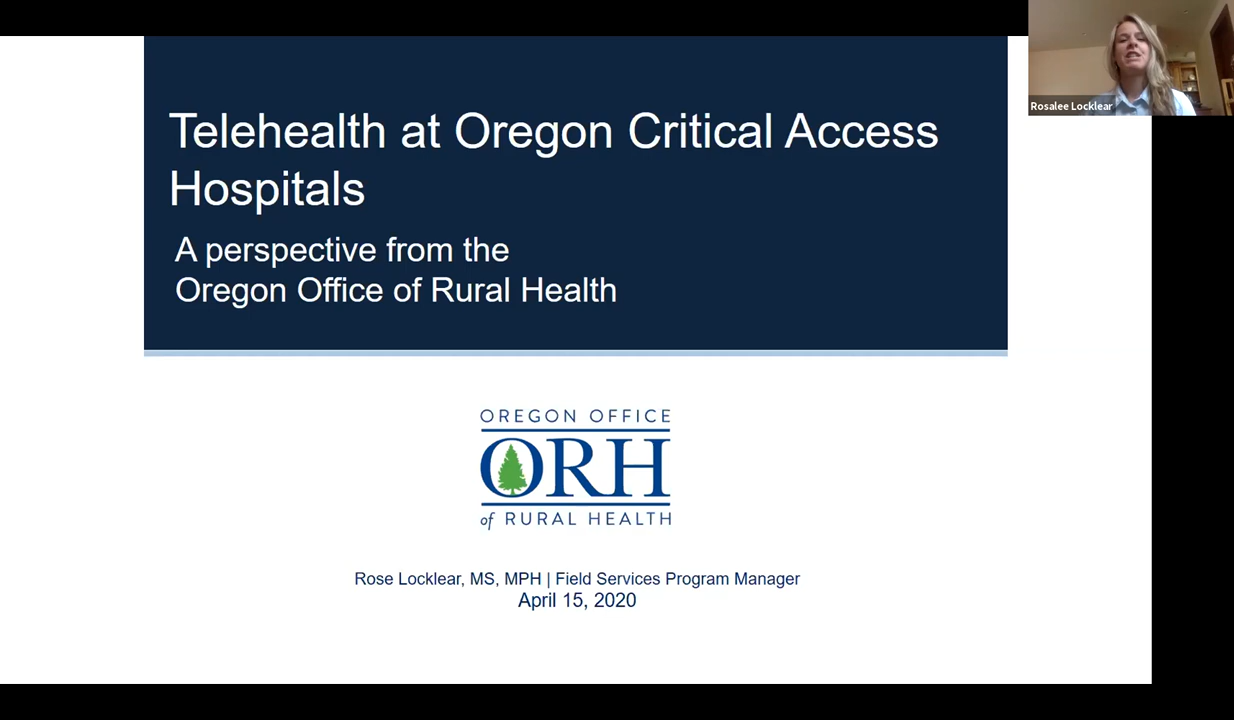 Telehealth at Oregon Critical Access
Hospitals
A perspective from the
Oregon Office of Rural Health
OREGON OFFICE
ORH
of RURAL HEALTH
Rose Locklear, MS, MPH | Field Services Program Manager
April 15, 2020
Rosalee Locklear